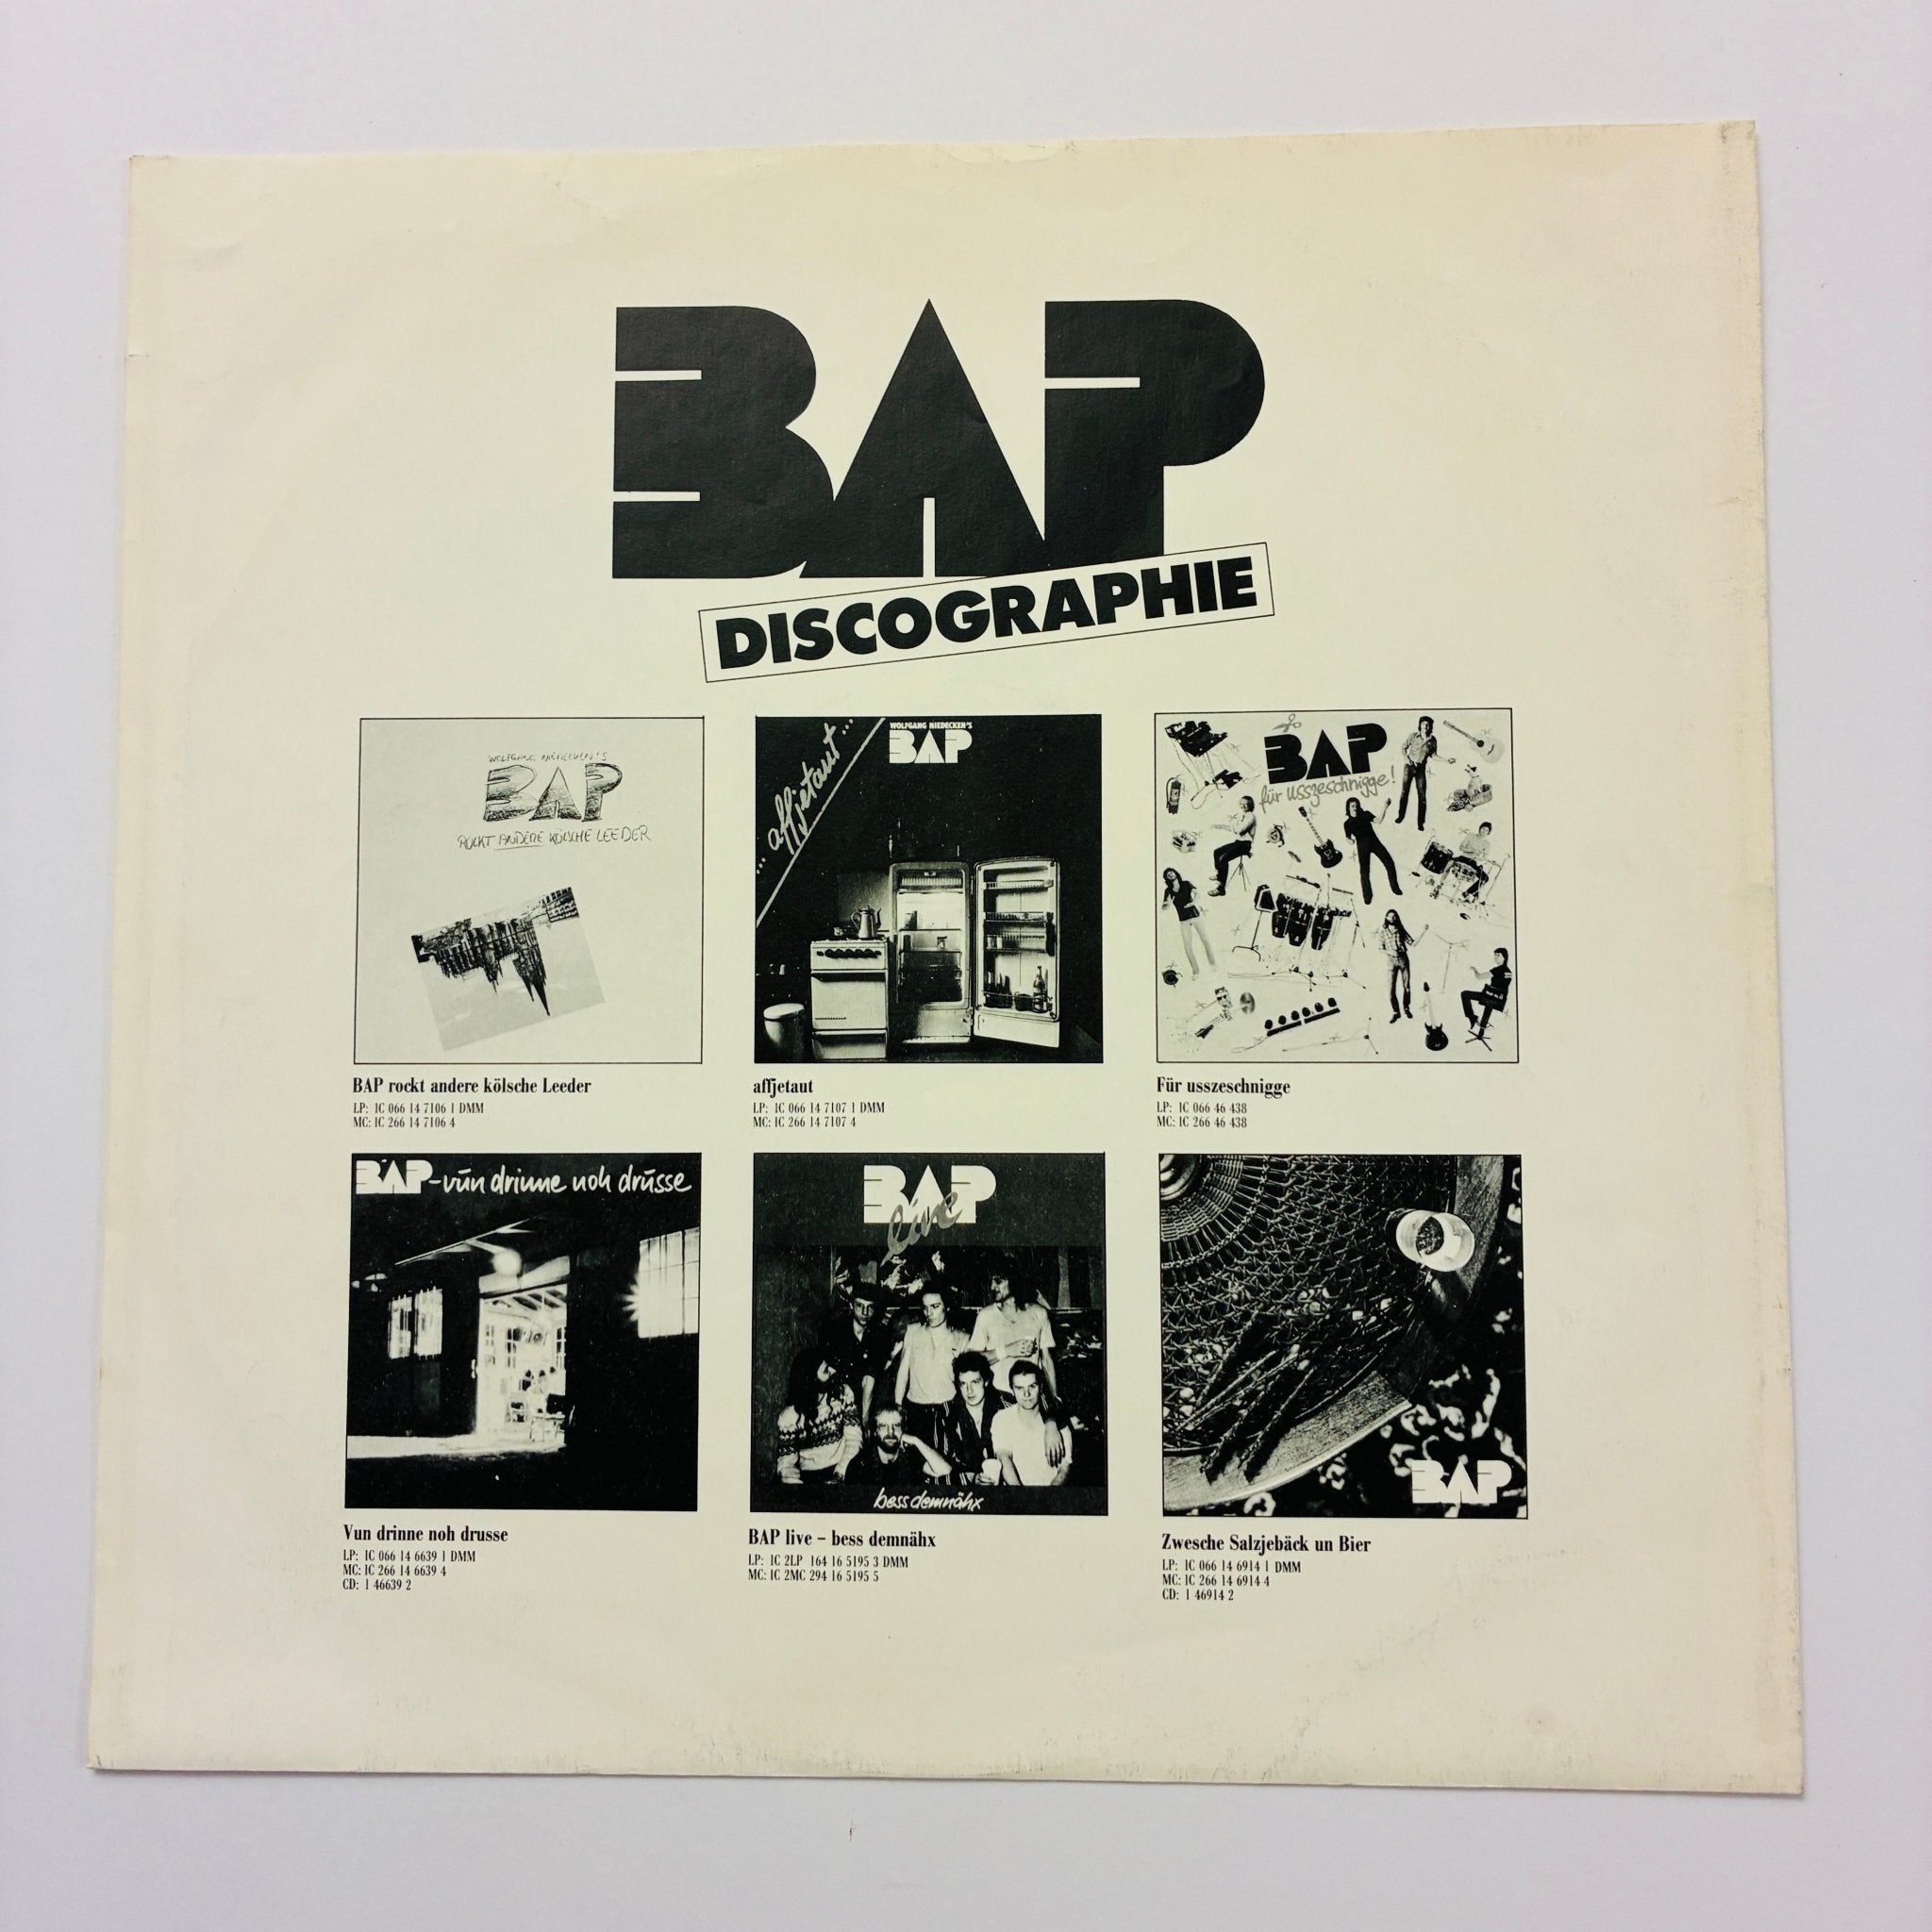 BAP
DISCOGRAPHIE
WOLFGANG NIEDECKEN'S
BAP
ROCKT ANDERE KÖLSCHE LEEDER
BAP rockt andere kölsche Leeder
LP: 1C 066 14 7106 1 DMM
MC: 1C 266 14 7106 4
WOLFGANG NIEDECKEN'S
BAP
... affjetaut ...
affjetaut
LP: 1C 066 14 7107 1 DMM
MC: 1C 266 14 7107 4
BAP
für usszeschnigge!
Für usszeschnigge
LP: 1C 066 46 438
MC: 1C 266 46 438
BAP - vun drinne noh drusse
Vun drinne noh drusse
LP: 1C 066 14 6639 1 DMM
MC: 1C 266 14 6639 4
CD: 1 46639 2
BAP
live
bess demnähx
BAP live – bess demnähx
LP: 1C 2LP 164 16 5195 3 DMM
MC: 1C 2MC 294 16 5195 5
BAP
Zwesche Salzjebäck un Bier
LP: 1C 066 14 6914 1 DMM
MC: 1C 266 14 6914 4
CD: 1 46914 2